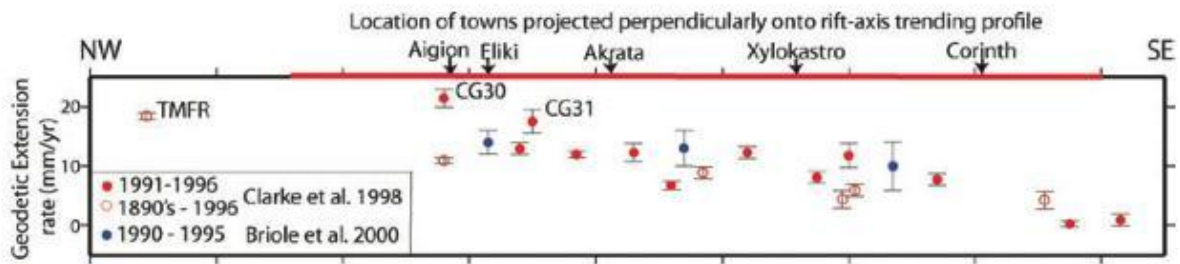 Location of towns projected perpendicularly onto rift-axis trending profile
NW Aigion Eliki Akrata Xylokastro Corinth SE
Geodetic Extension
rate (mm/yr)
20
10
0
TMFR
CG30
CG31
1991-1996
1890's - 1996
Clarke et al. 1998
1990 - 1995 Briole et al. 2000